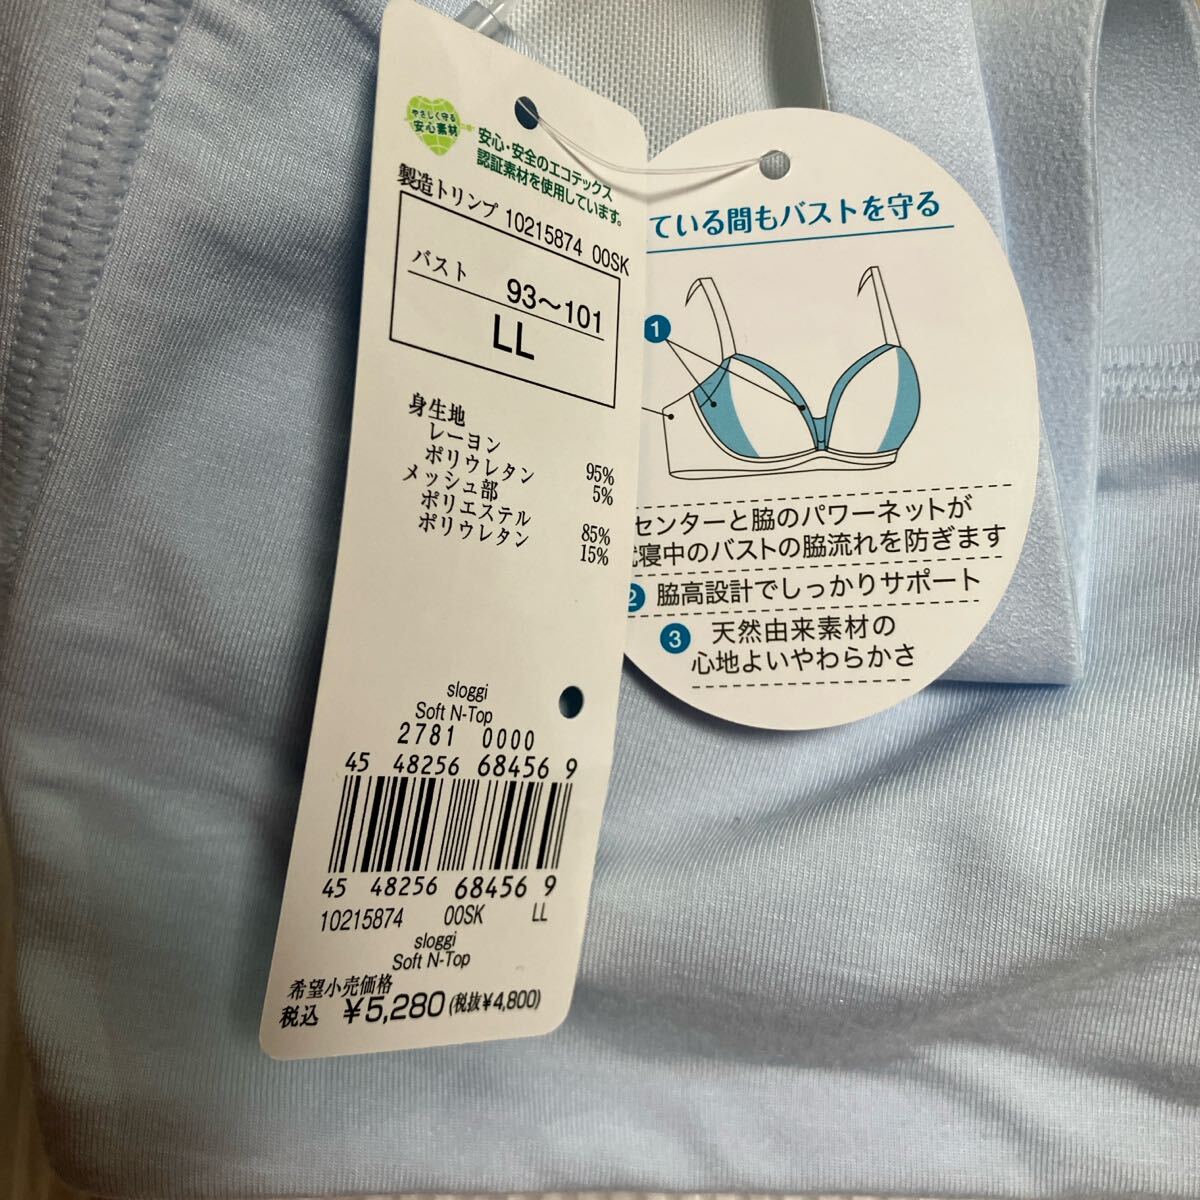 やさしく守る
安心素材
安心・安全のエコテックス
認証素材を使用しています。
製造トリンプ 10215874 00SK
バスト 93～101
LL
身生地
レーヨン 95%
ポリウレタン 5%
メッシュ部
ポリエステル 85%
ポリウレタン 15%
sloggi
Soft N-Top
2781 0000
45 48256 68456 9
45 48256 68456 9
10215874 00SK LL
sloggi
Soft N-Top
希望小売価格
税込 ¥5,280(税抜¥4,800)
ている間もバストを守る
1
センターと脇のパワーネットが
寝中のバストの脇流れを防ぎます
2 脇高設計でしっかりサポート
3 天然由来素材の
心地よいやわらかさ